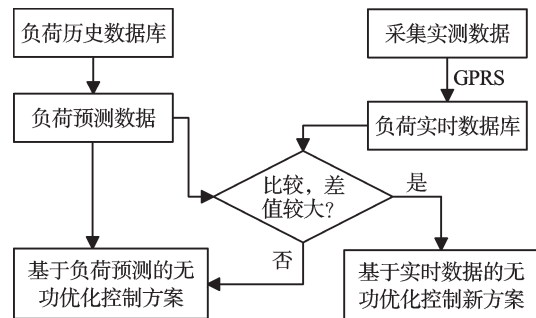 负荷历史数据库
采集实测数据
GPRS
负荷预测数据
负荷实时数据库
比较，差
值较大?
是
否
基于负荷预测的无
功优化控制方案
基于实时数据的无
功优化控制新方案